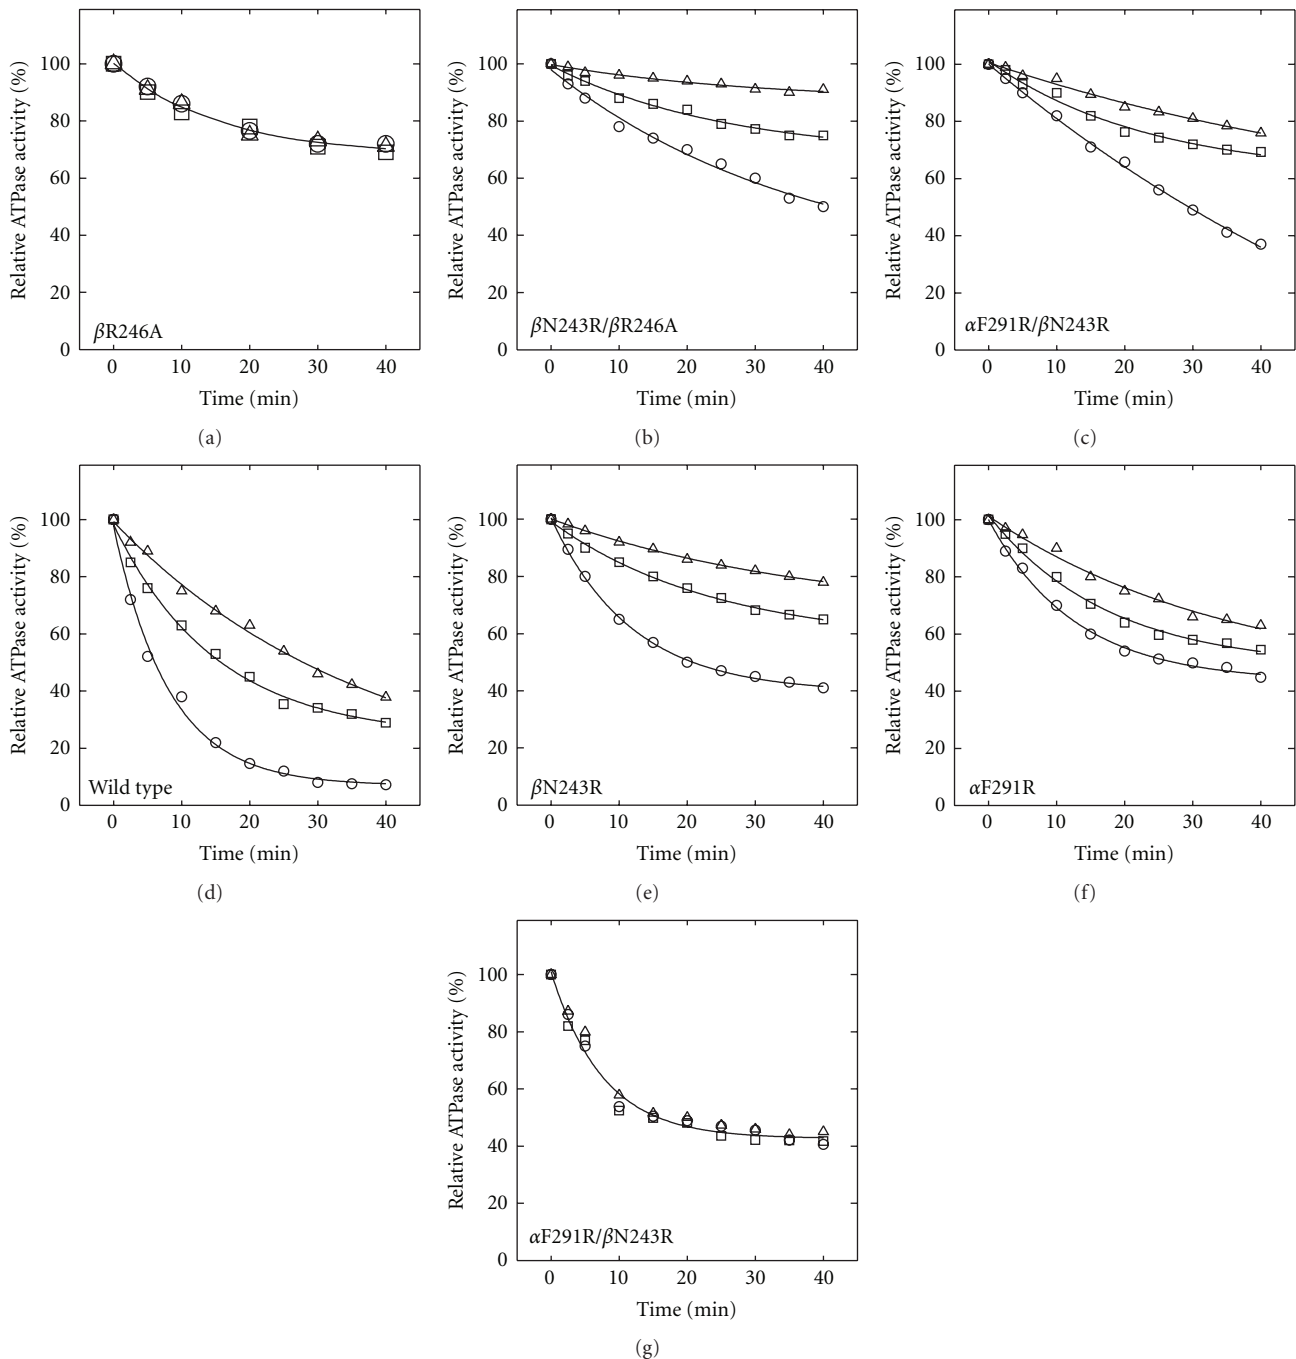 100
80
60
40
20
0
Relative ATPase activity (%)
βR246A
0 10 20 30 40
Time (min)
(a)
100
80
60
40
20
0
Relative ATPase activity (%)
βN243R/βR246A
0 10 20 30 40
Time (min)
(b)
100
80
60
40
20
0
Relative ATPase activity (%)
αF291R/βN243R
0 10 20 30 40
Time (min)
(c)
100
80
60
40
20
0
Relative ATPase activity (%)
Wild type
0 10 20 30 40
Time (min)
(d)
100
80
60
40
20
0
Relative ATPase activity (%)
βN243R
0 10 20 30 40
Time (min)
(e)
100
80
60
40
20
0
Relative ATPase activity (%)
αF291R
0 10 20 30 40
Time (min)
(f)
100
80
60
40
20
0
Relative ATPase activity (%)
αF291R/βN243R
0 10 20 30 40
Time (min)
(g)